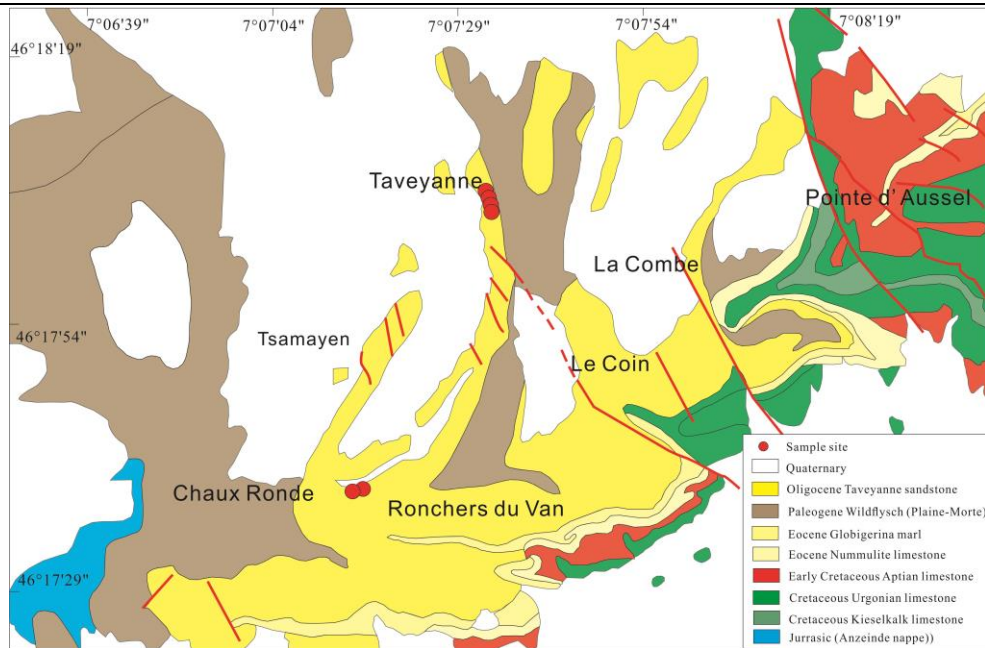 7°06'39" 7°07'04" 7°07'29" 7°07'54" 7°08'19"
46°18'19"
Taveyanne
Pointe d' Aussel
La Combe
46°17'54"
Tsamayen
Le Coin
Chaux Ronde
Ronchers du Van
46°17'29"
Sample site
Quaternary
Oligocene Taveyanne sandstone
Paleogene Wildflysch (Plaine-Morte)
Eocene Globigerina marl
Eocene Nummulite limestone
Early Cretaceous Aptian limestone
Cretaceous Urgonian limestone
Cretaceous Kieselkalk limestone
Jurrasic (Anzeinde nappe))